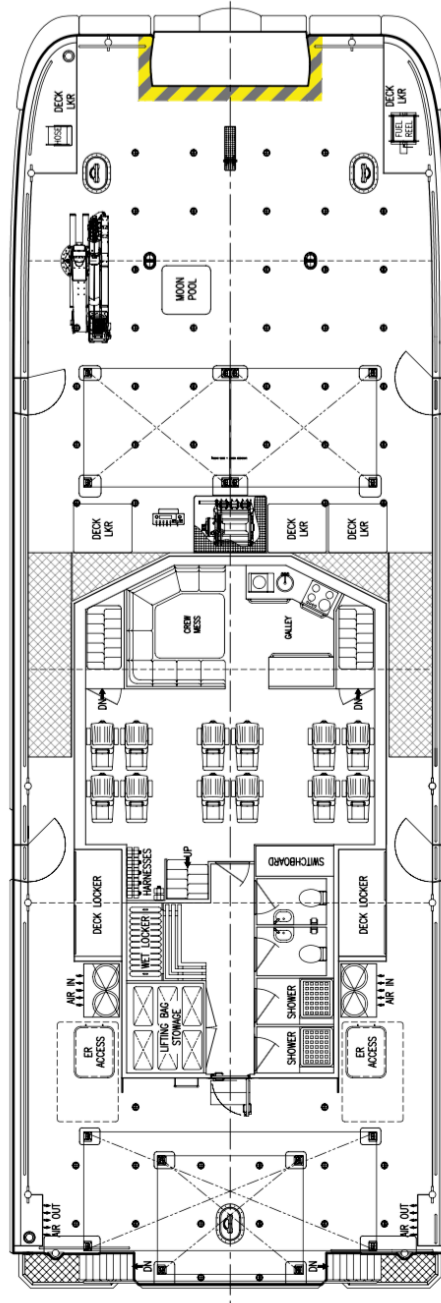 DECK
LKR
HOSE
DECK
LKR
FUEL
REEL
MOON
POOL
DECK
LKR
DECK
LKR
DECK
LKR
CREW
MESS
GALLEY
DN
DN
HARNESSES
UP
SWITCHBOARD
DECK LOCKER
WET LOCKER
DECK LOCKER
AIR IN
LIFTING BAG
STOWAGE
SHOWER
AIR IN
ER
ACCESS
SHOWER
ER
ACCESS
AIR OUT
AIR OUT
DN
DN